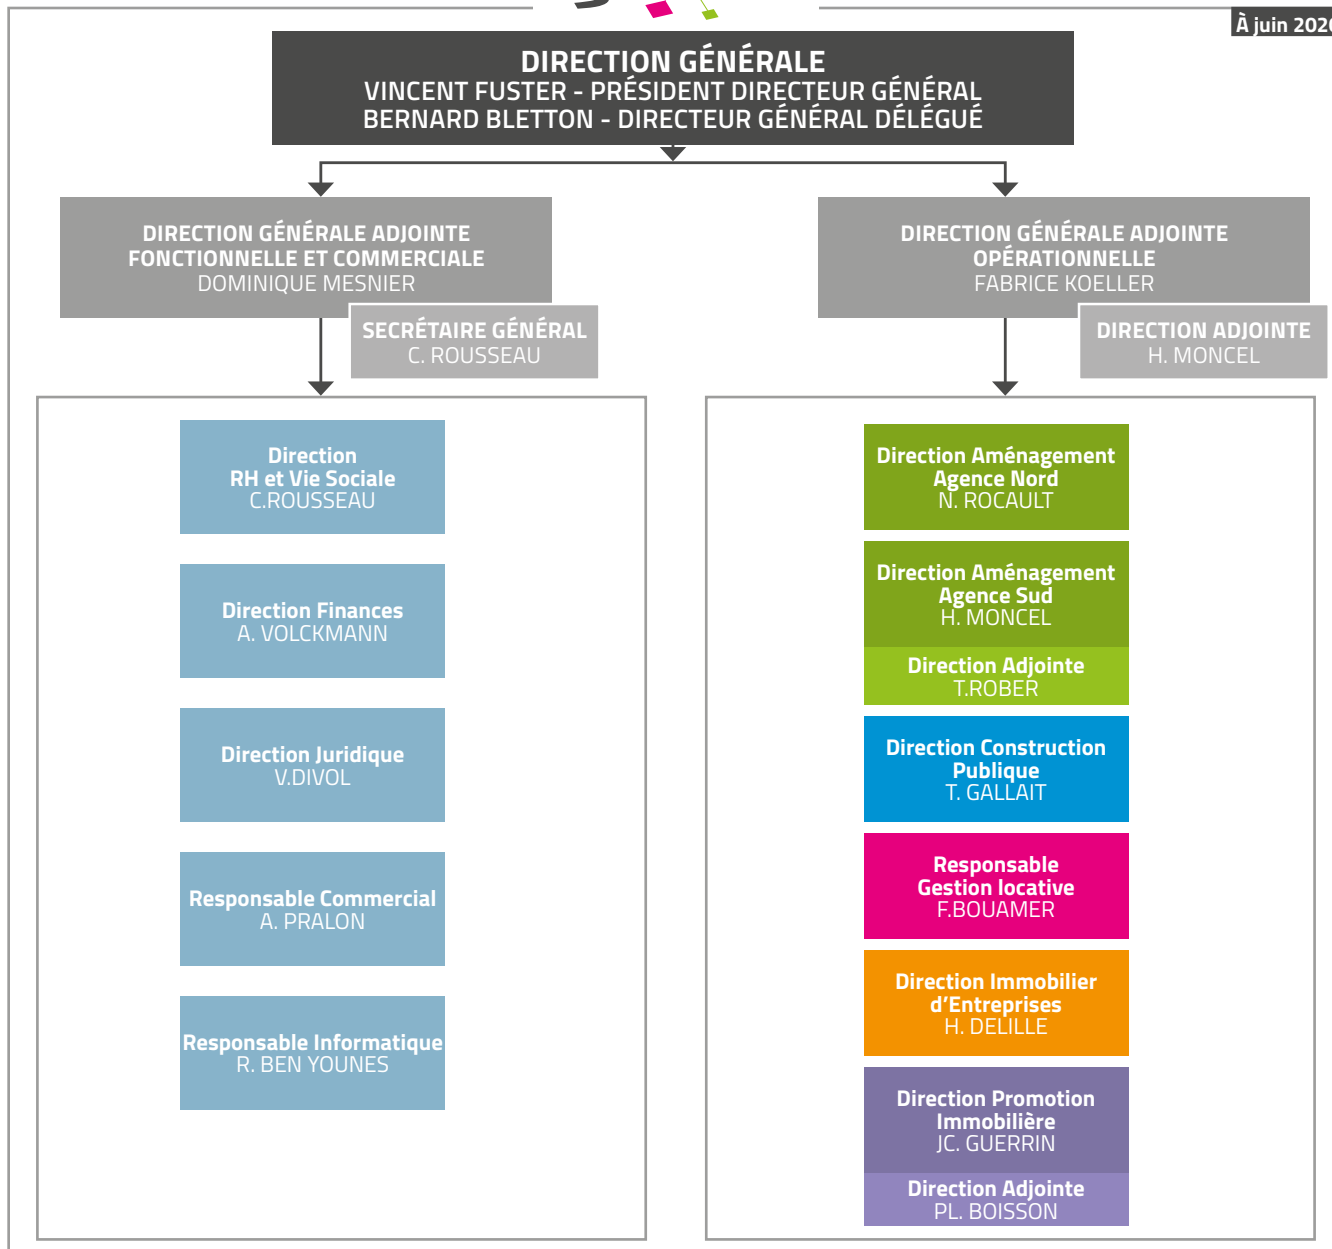 À juin 2020
DIRECTION GÉNÉRALE
VINCENT FUSTER - PRÉSIDENT DIRECTEUR GÉNÉRAL
BERNARD BLETTON - DIRECTEUR GÉNÉRAL DÉLÉGUÉ
DIRECTION GÉNÉRALE ADJOINTE
FONCTIONNELLE ET COMMERCIALE
DOMINIQUE MESNIER
SECRÉTAIRE GÉNÉRAL
C. ROUSSEAU
Direction
RH et Vie Sociale
C.ROUSSEAU
Direction Finances
A. VOLCKMANN
Direction Juridique
V.DIVOL
Responsable Commercial
A. PRALON
Responsable Informatique
R. BEN YOUNES
DIRECTION GÉNÉRALE ADJOINTE
OPÉRATIONNELLE
FABRICE KOELLER
DIRECTION ADJOINTE
H. MONCEL
Direction Aménagement
Agence Nord
N. ROCAULT
Direction Aménagement
Agence Sud
H. MONCEL
Direction Adjointe
T.ROBER
Direction Construction
Publique
T. GALLAIT
Responsable
Gestion locative
F.BOUAMER
Direction Immobilier
d'Entreprises
H. DELILLE
Direction Promotion
Immobilière
JC. GUERRIN
Direction Adjointe
PL. BOISSON